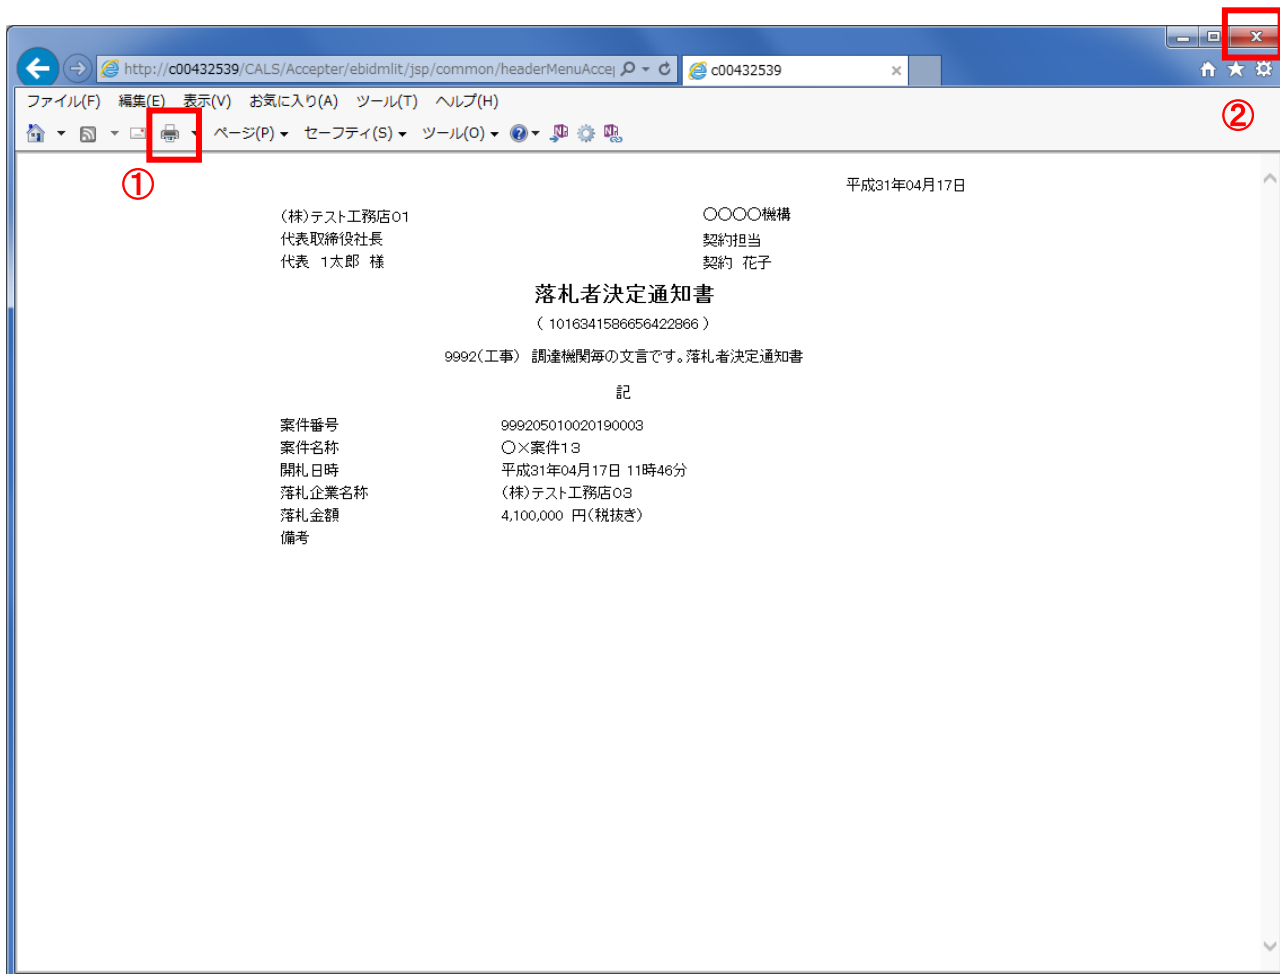 http://c00432539/CALS/Accepter/ebidmlit/jsp/common/headerMenuAccep
c00432539
ファイル(F) 編集(E) 表示(V) お気に入り(A) ツール(T) ヘルプ(H)
②
ページ(P) セーフティ(S) ツール(O)
①
平成31年04月17日
(株)テスト工務店01 〇〇〇〇機構
代表取締役社長 契約担当
代表 1太郎 様 契約 花子
落札者決定通知書
( 1016341586656422866 )
9992(工事) 調達機関毎の文言です。落札者決定通知書
記
案件番号 999205010020190003
案件名称 〇×案件13
開札日時 平成31年04月17日 11時46分
落札企業名称 (株)テスト工務店03
落札金額 4,100,000 円(税抜き)
備考